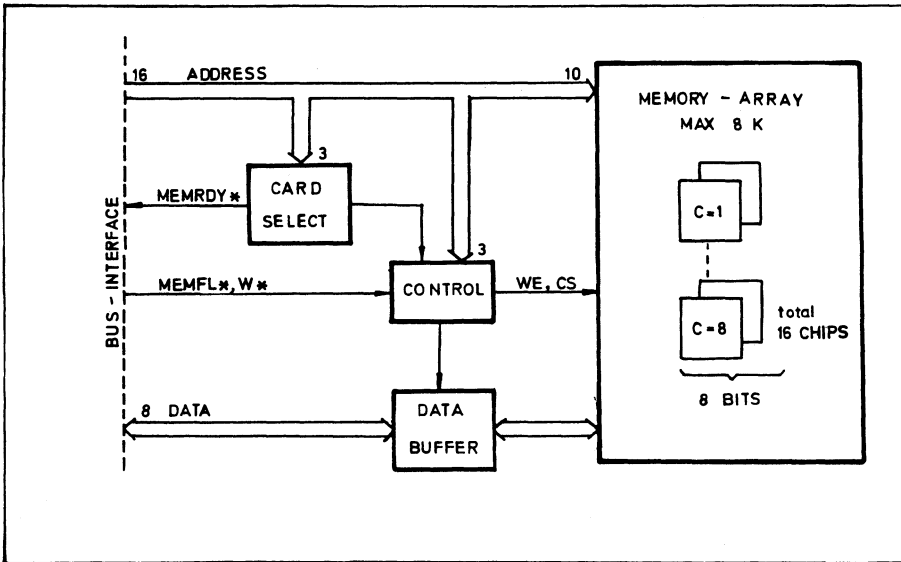 16 ADDRESS 10
MEMORY - ARRAY
MAX 8 K
3
CARD
SELECT
MEMRDY*
C=1
3
MEMFL*, W*
CONTROL
WE, CS
BUS - INTERFACE
C=8
total
16 CHIPS
8 BITS
8 DATA
DATA
BUFFER